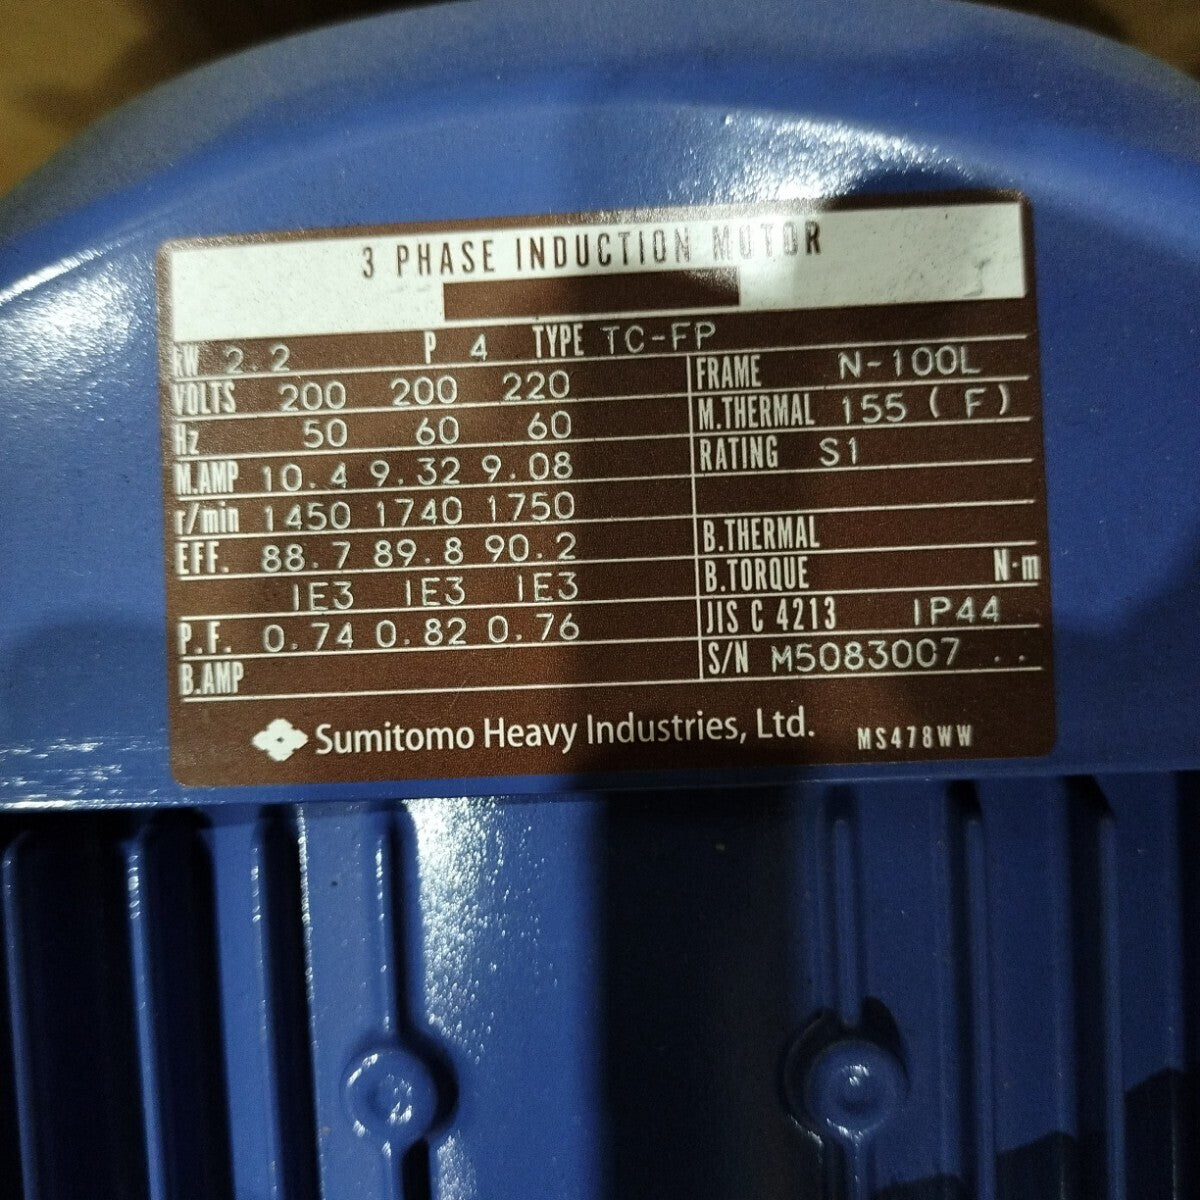 3 PHASE INDUCTION MOTOR
kW 2.2 P 4 TYPE TC-FP
VOLTS 200 200 220 FRAME N-100L
Hz 50 60 60 M.THERMAL 155 (F)
M.AMP 10.4 9.32 9.08 RATING S1
r/min 1450 1740 1750
EFF. 88.7 89.8 90.2 B.THERMAL
IE3 IE3 IE3 B.TORQUE N·m
P.F. 0.74 0.82 0.76 JIS C 4213 IP44
B.AMP S/N M5083007 ..
Sumitomo Heavy Industries, Ltd. MS478WW